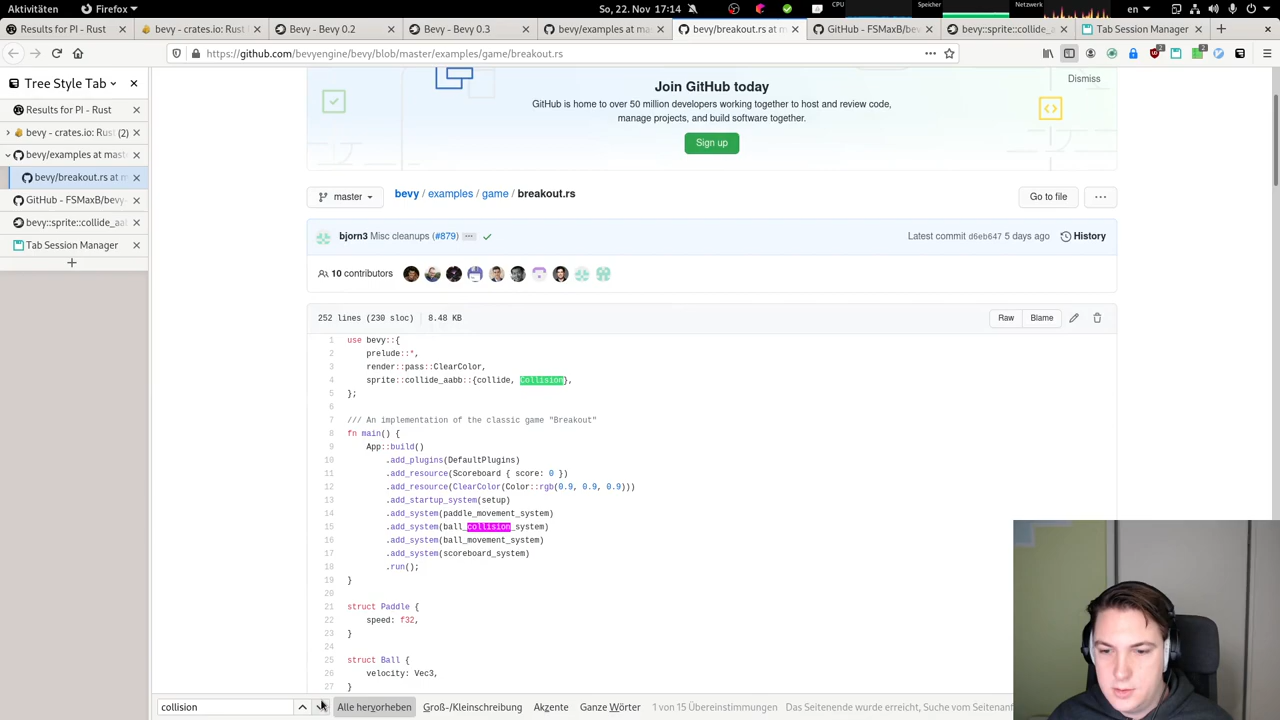 Aktivitäten Firefox So, 22. Nov 17:14 CPU Speicher Netzwerk en
Results for PI - Rust
bevy - crates.io: Rust
Bevy - Bevy 0.2
Bevy - Bevy 0.3
bevy/examples at mas
bevy/breakout.rs at m
GitHub - FSMaxB/bev
bevy::sprite::collide_a
Tab Session Manager
https://github.com/bevyengine/bevy/blob/master/examples/game/breakout.rs
Tree Style Tab
Results for PI - Rust
bevy - crates.io: Rust (2)
bevy/examples at mast
bevy/breakout.rs at m
GitHub - FSMaxB/bevy-
bevy::sprite::collide_aa
Tab Session Manager
Join GitHub today
Dismiss
GitHub is home to over 50 million developers working together to host and review code,
manage projects, and build software together.
Sign up
master
bevy / examples / game / breakout.rs
Go to file
bjorn3 Misc cleanups (#879)
Latest commit d6eb647 5 days ago History
10 contributors
252 lines (230 sloc) 8.48 KB
Raw Blame
1 use bevy::{
2 prelude::*,
3 render::pass::ClearColor,
4 sprite::collide_aabb::{collide, Collision},
5 };
6
7 /// An implementation of the classic game "Breakout"
8 fn main() {
9 App::build()
10 .add_plugins(DefaultPlugins)
11 .add_resource(Scoreboard { score: 0 })
12 .add_resource(ClearColor(Color::rgb(0.9, 0.9, 0.9)))
13 .add_startup_system(setup)
14 .add_system(paddle_movement_system)
15 .add_system(ball_collision_system)
16 .add_system(ball_movement_system)
17 .add_system(scoreboard_system)
18 .run();
19 }
20
21 struct Paddle {
22 speed: f32,
23 }
24
25 struct Ball {
26 velocity: Vec3,
27 }
collision
Alle hervorheben Groß-/Kleinschreibung Akzente Ganze Wörter 1 von 15 Übereinstimmungen Das Seitenende wurde erreicht, Suche vom Seitenan